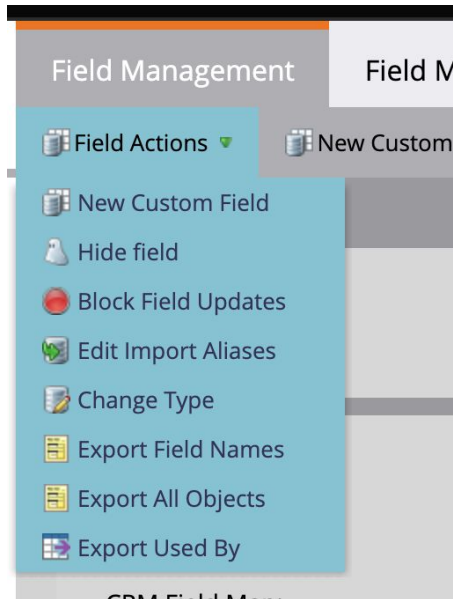 Field Management Field M
Field Actions New Custom
New Custom Field
Hide field
Block Field Updates
Edit Import Aliases
Change Type
Export Field Names
Export All Objects
Export Used By